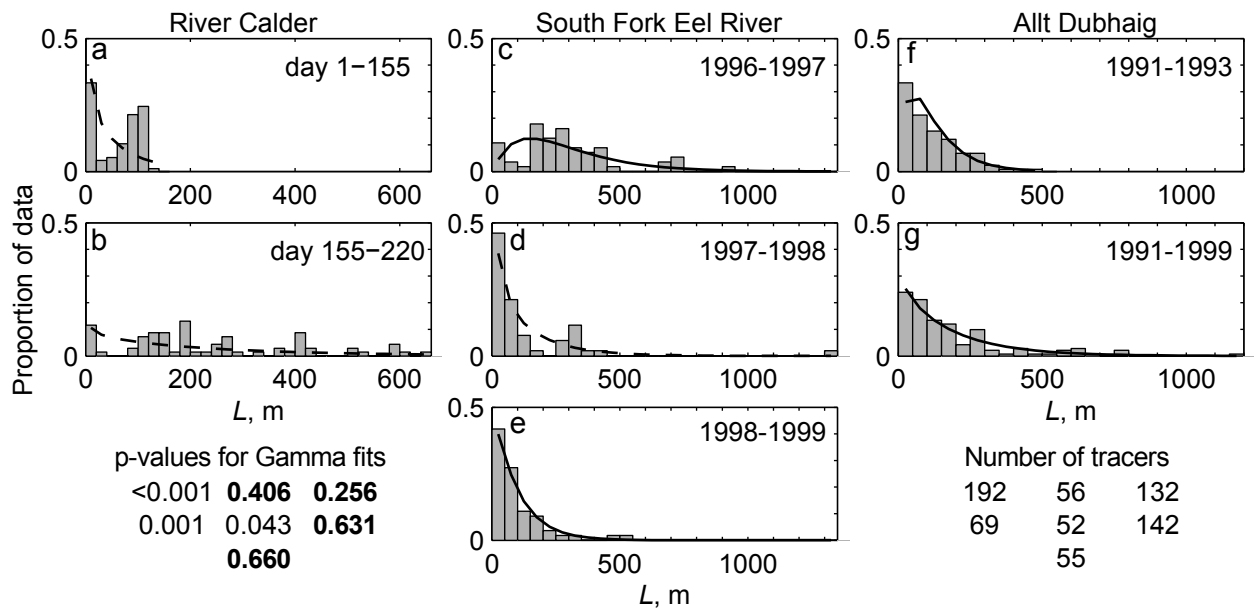 River Calder South Fork Eel River Allt Dubhaig
Proportion of data
0.5 a day 1−155
0
0 200 400 600
0.5 b day 155−220
0
0 200 400 600
L, m
0.5 c 1996-1997
0
0 500 1000
0.5 d 1997-1998
0
0 500 1000
0.5 e 1998-1999
0
0 500 1000
L, m
0.5 f 1991-1993
0
0 500 1000
0.5 g 1991-1999
0
0 500 1000
L, m
p-values for Gamma fits
<0.001 0.406 0.256
0.001 0.043 0.631
0.660
Number of tracers
192 56 132
69 52 142
55